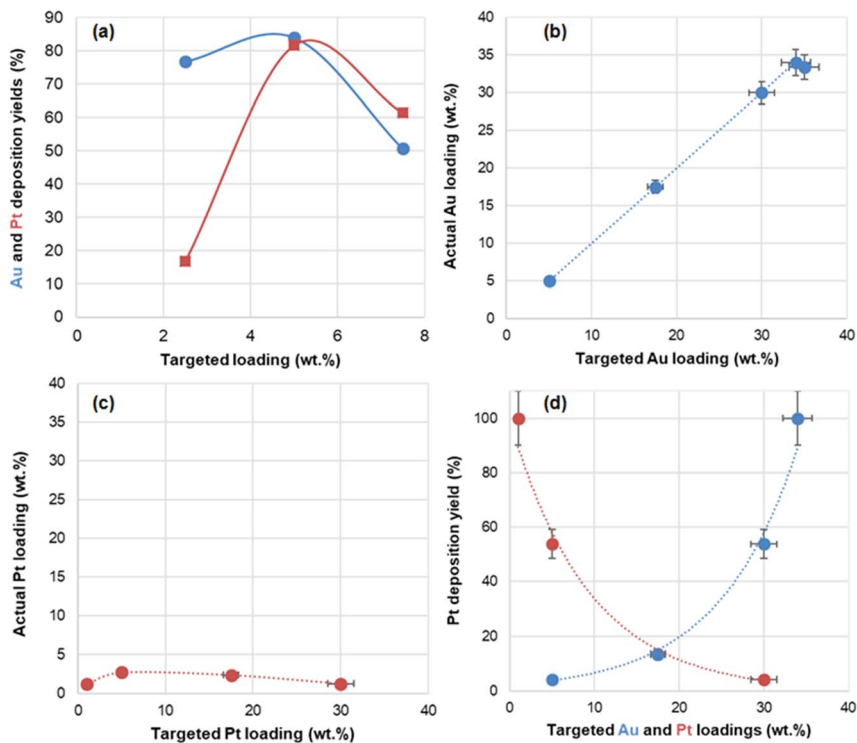 (a)
Au and Pt deposition yields (%)
90
80
70
60
50
40
30
20
10
0
0 2 4 6 8
Targeted loading (wt.%)
(b)
Actual Au loading (wt.%)
40
35
30
25
20
15
10
5
0
0 10 20 30 40
Targeted Au loading (wt.%)
(c)
Actual Pt loading (wt.%)
40
35
30
25
20
15
10
5
0
0 10 20 30 40
Targeted Pt loading (wt.%)
(d)
Pt deposition yield (%)
100
80
60
40
20
0
0 10 20 30 40
Targeted Au and Pt loadings (wt.%)